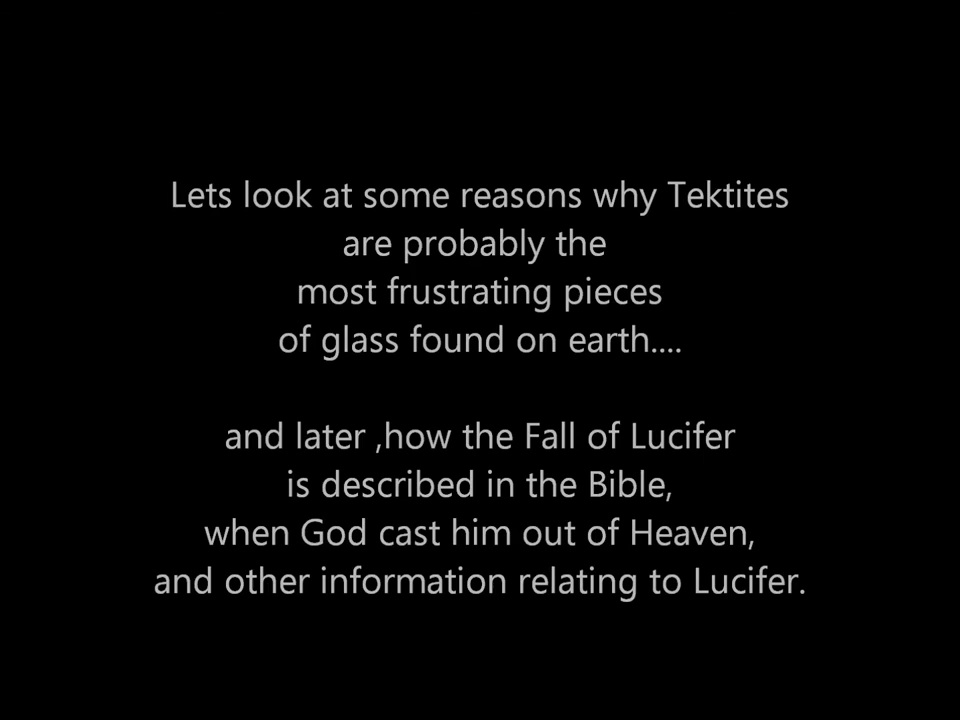 Lets look at some reasons why Tektites
are probably the
most frustrating pieces
of glass found on earth....
and later ,how the Fall of Lucifer
is described in the Bible,
when God cast him out of Heaven,
and other information relating to Lucifer.